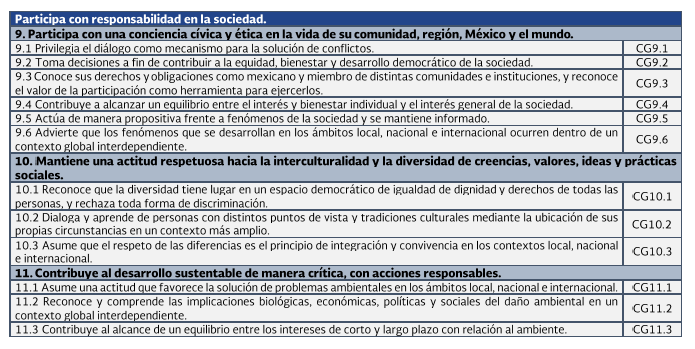 Participa con responsabilidad en la sociedad.
9. Participa con una conciencia cívica y ética en la vida de su comunidad, región, México y el mundo.
9.1 Privilegia el diálogo como mecanismo para la solución de conflictos. CG9.1
9.2 Toma decisiones a fin de contribuir a la equidad, bienestar y desarrollo democrático de la sociedad. CG9.2
9.3 Conoce sus derechos y obligaciones como mexicano y miembro de distintas comunidades e instituciones, y reconoce
el valor de la participación como herramienta para ejercerlos. CG9.3
9.4 Contribuye a alcanzar un equilibrio entre el interés y bienestar individual y el interés general de la sociedad. CG9.4
9.5 Actúa de manera propositiva frente a fenómenos de la sociedad y se mantiene informado. CG9.5
9.6 Advierte que los fenómenos que se desarrollan en los ámbitos local, nacional e internacional ocurren dentro de un
contexto global interdependiente. CG9.6
10. Mantiene una actitud respetuosa hacia la interculturalidad y la diversidad de creencias, valores, ideas y prácticas
sociales.
10.1 Reconoce que la diversidad tiene lugar en un espacio democrático de igualdad de dignidad y derechos de todas las
personas, y rechaza toda forma de discriminación. CG10.1
10.2 Dialoga y aprende de personas con distintos puntos de vista y tradiciones culturales mediante la ubicación de sus
propias circunstancias en un contexto más amplio. CG10.2
10.3 Asume que el respeto de las diferencias es el principio de integración y convivencia en los contextos local, nacional
e internacional. CG10.3
11. Contribuye al desarrollo sustentable de manera crítica, con acciones responsables.
11.1 Asume una actitud que favorece la solución de problemas ambientales en los ámbitos local, nacional e internacional. CG11.1
11.2 Reconoce y comprende las implicaciones biológicas, económicas, políticas y sociales del daño ambiental en un
contexto global interdependiente. CG11.2
11.3 Contribuye al alcance de un equilibrio entre los intereses de corto y largo plazo con relación al ambiente. CG11.3